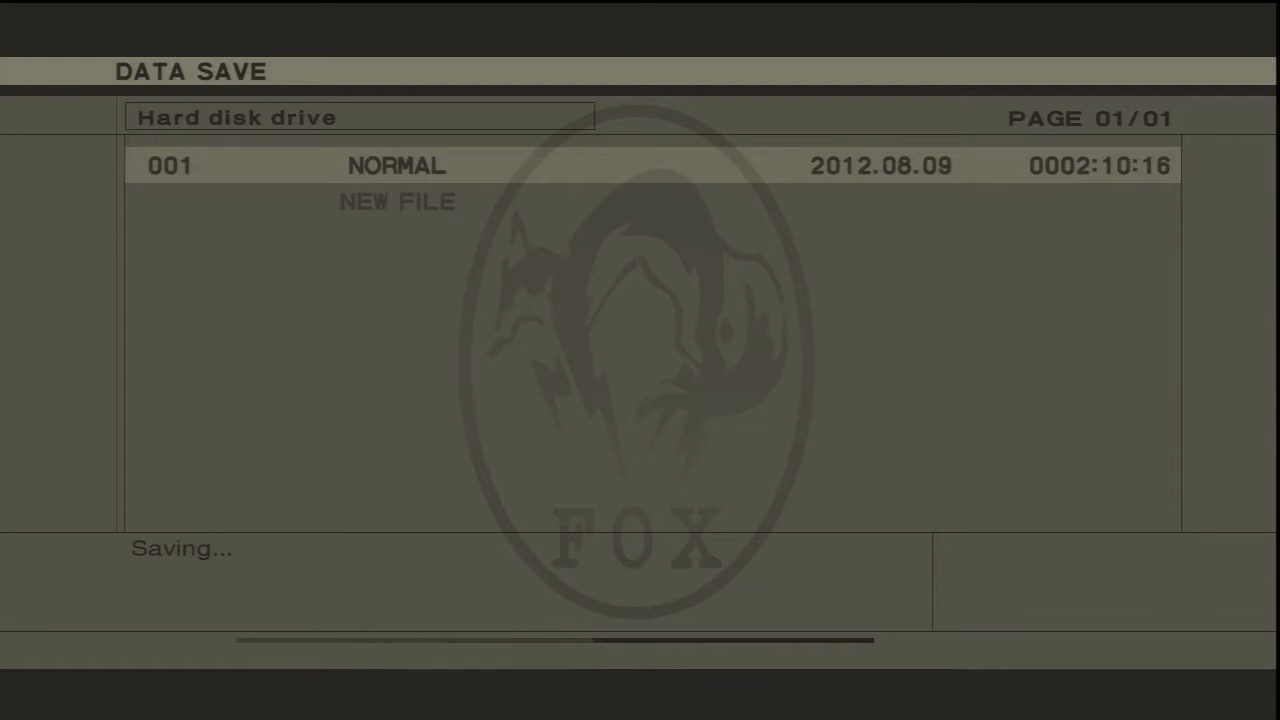 DATA SAVE
Hard disk drive PAGE 01/01
001 NORMAL 2012.08.09 0002:10:16
NEW FILE
FOX
Saving...